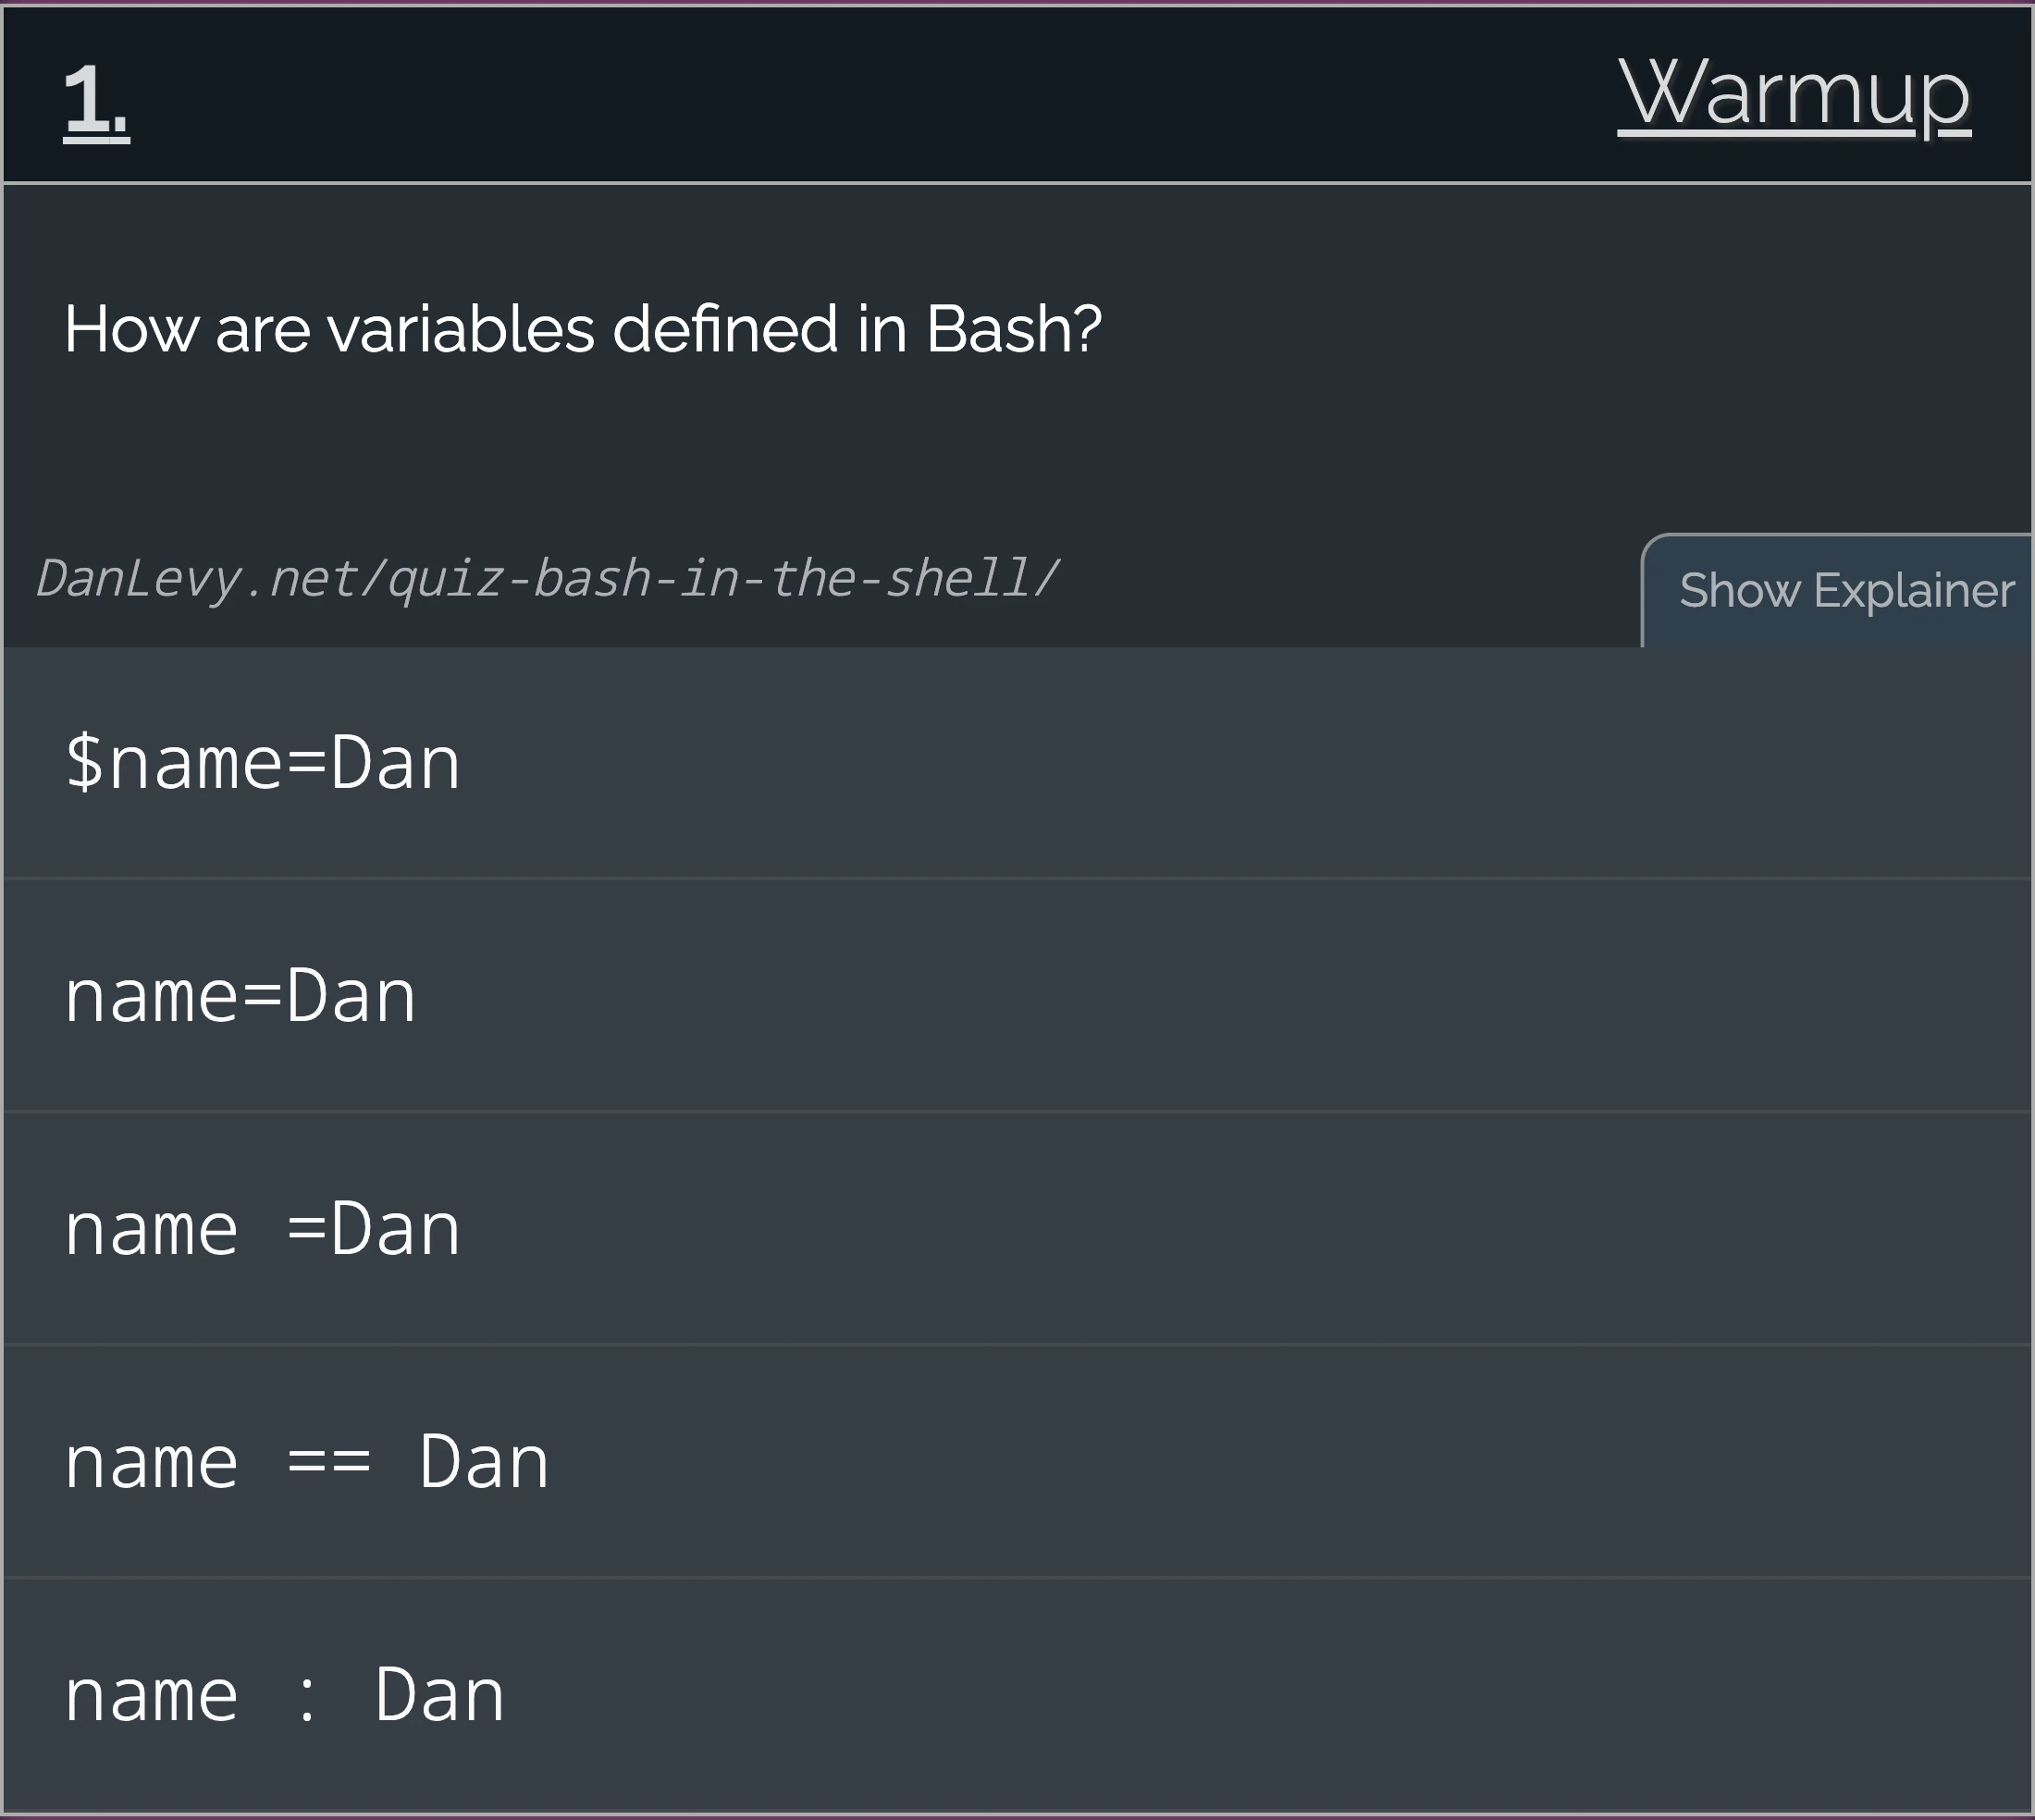 1.
Warmup
How are variables defined in Bash?
DanLevy.net/quiz-bash-in-the-shell/
Show Explainer
$name=Dan
name=Dan
name =Dan
name == Dan
name : Dan